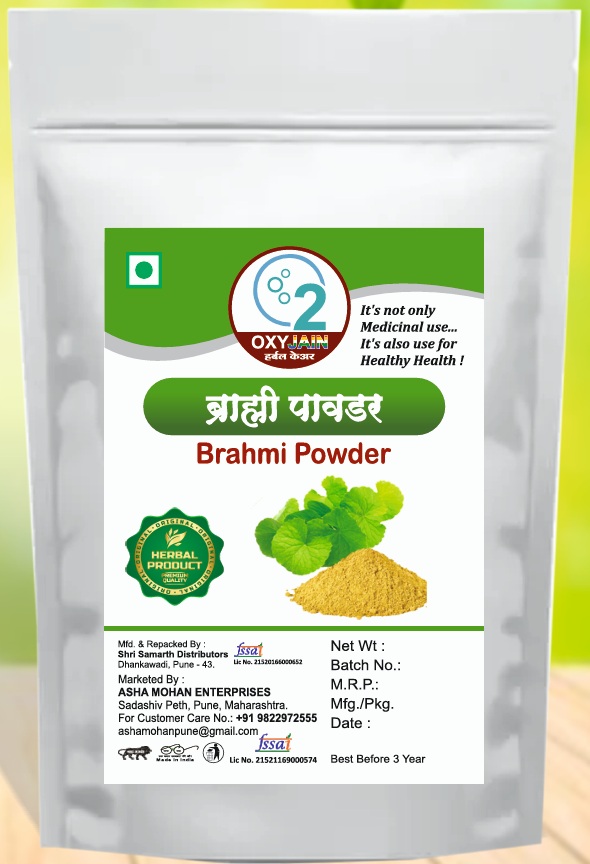 2
OXYJAIN
हर्बल केअर
It's not only
Medicinal use...
It's also use for
Healthy Health !
ब्राह्मी पावडर
Brahmi Powder
ORIGINAL • ORIGINAL • ORIGINAL • ORIGINAL
HERBAL
PRODUCT
PREMIUM
QUALITY
Mfd. & Repacked By :
Shri Samarth Distributors
Dhankawadi, Pune - 43.
fssai
Lic No. 21520166000652
Marketed By :
ASHA MOHAN ENTERPRISES
Sadashiv Peth, Pune, Maharashtra.
For Customer Care No.: +91 9822972555
ashamohanpune@gmail.com
Made in India
fssai
Lic No. 21521169000574
Net Wt :
Batch No.:
M.R.P.:
Mfg./Pkg.
Date :
Best Before 3 Year